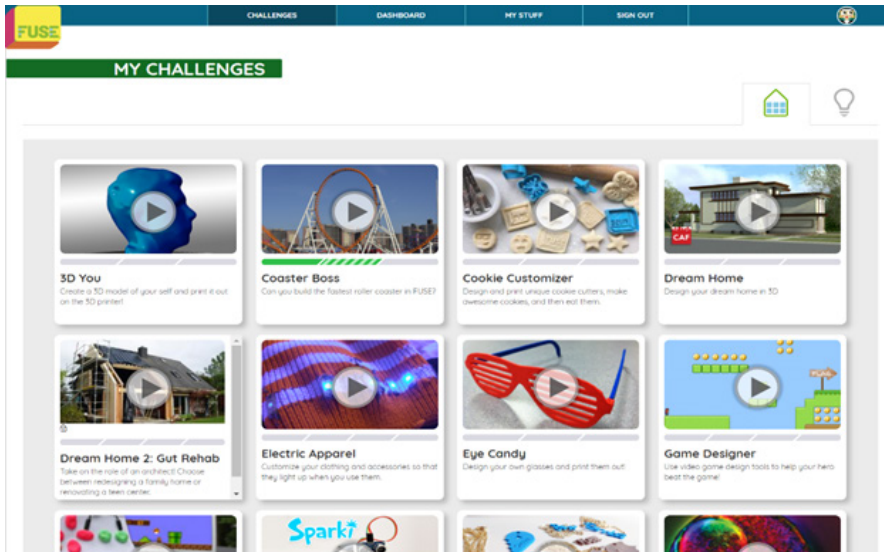 FUSE
CHALLENGES
DASHBOARD
MY STUFF
SIGN OUT
MY CHALLENGES
3D You
Create a 3D model of your self and print it out
on the 3D printer!
Coaster Boss
Can you build the fastest roller coaster in FUSE?
Cookie Customizer
Design and print unique cookie cutters, make
awesome cookies, and then eat them.
CAF
Dream Home
Design your dream home in 3D
Dream Home 2: Gut Rehab
Take on the role of an architect! Choose
between redesigning a family home or
renovating a teen center.
Electric Apparel
Customize your clothing and accessories so that
they light up when you use them.
Eye Candy
Design your own glasses and print them out!
Game Designer
Use video game design tools to help your hero
beat the game!
Sparki